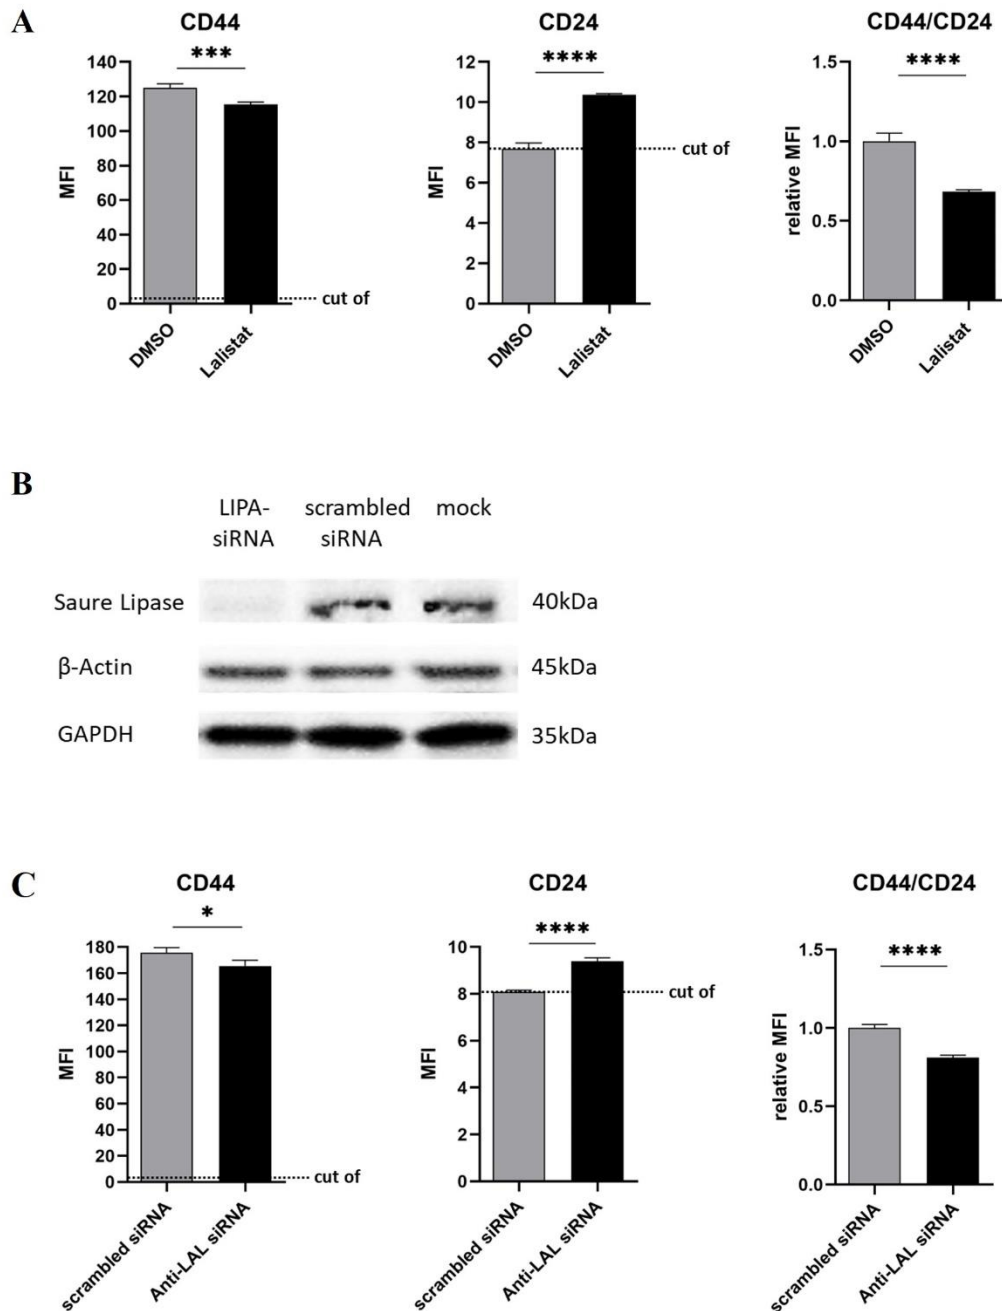 A
CD44
***
140
120
100
80
60
40
20
0
MFI
cut of
DMSO
Lalistat
CD24
****
12
10
8
6
4
2
0
MFI
cut of
DMSO
Lalistat
CD44/CD24
****
1.5
1.0
0.5
0.0
relative MFI
DMSO
Lalistat
B
LIPA-
siRNA
scrambled
siRNA
mock
Saure Lipase
40kDa
β-Actin
45kDa
GAPDH
35kDa
C
CD44
*
180
160
140
120
100
80
60
40
20
0
MFI
cut of
scrambled siRNA
Anti-LAL siRNA
CD24
****
10
8
6
4
2
0
MFI
cut of
scrambled siRNA
Anti-LAL siRNA
CD44/CD24
****
1.5
1.0
0.5
0.0
relative MFI
scrambled siRNA
Anti-LAL siRNA